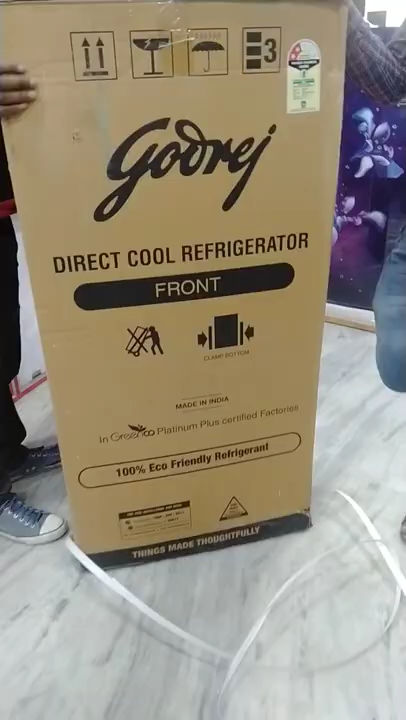 3
Godrej
DIRECT COOL REFRIGERATOR
FRONT
CLAMP BOTTOM
MADE IN INDIA
In GreenCo Platinum Plus certified Factories
100% Eco Friendly Refrigerant
THINGS MADE THOUGHTFULLY